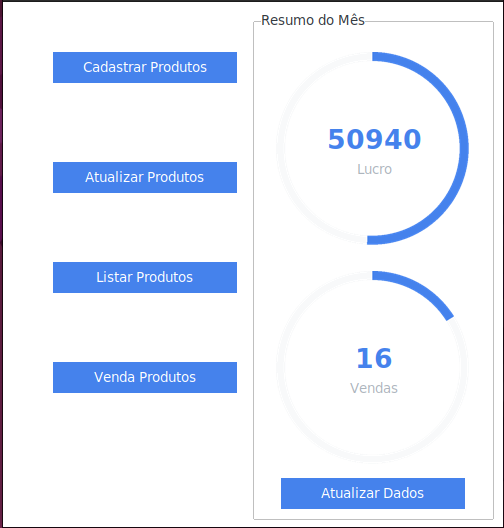 Resumo do Mês
Cadastrar Produtos
Atualizar Produtos
Listar Produtos
Venda Produtos
50940
Lucro
16
Vendas
Atualizar Dados